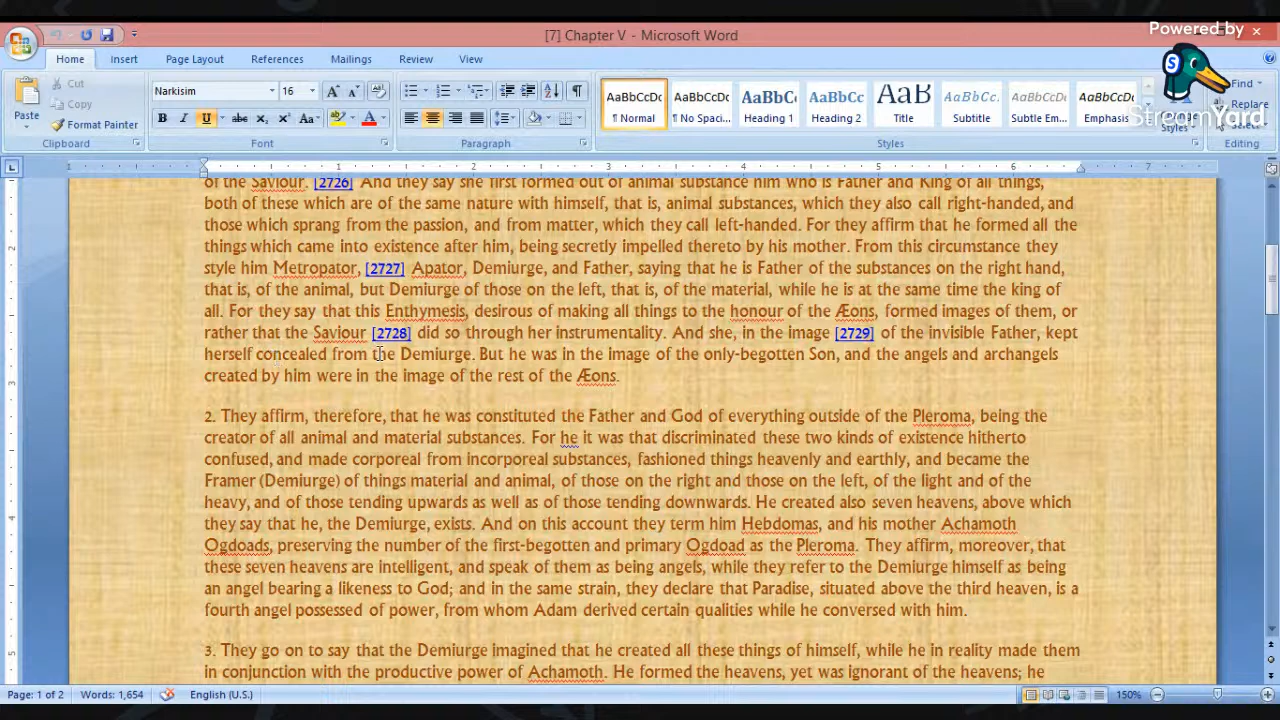 Powered by
[7] Chapter V - Microsoft Word
Home Insert Page Layout References Mailings Review View
Cut
Copy
Paste
Format Painter
Clipboard
Markisim 16
Font
Paragraph
AaBbCcDc AaBbCcDc AaBbCc AaBbCc AaB AaBbCc. AaBbCcDc AaBbCcDc
¶ Normal ¶ No Spaci... Heading 1 Heading 2 Title Subtitle Subtle Em... Emphasis
Styles
Styles
Find
Replace
Editing
StreamYard
S
1 1 2 3 4 5 6 7
of the Saviour. [2726] And they say she first formed out of animal substance him who is Father and King of all things,
both of these which are of the same nature with himself, that is, animal substances, which they also call right-handed, and
those which sprang from the passion, and from matter, which they call left-handed. For they affirm that he formed all the
things which came into existence after him, being secretly impelled thereto by his mother. From this circumstance they
style him Metropator, [2727] Apator, Demiurge, and Father, saying that he is Father of the substances on the right hand,
that is, of the animal, but Demiurge of those on the left, that is, of the material, while he is at the same time the king of
all. For they say that this Enthymesis, desirous of making all things to the honour of the Æons, formed images of them, or
rather that the Saviour [2728] did so through her instrumentality. And she, in the image [2729] of the invisible Father, kept
herself concealed from the Demiurge. But he was in the image of the only-begotten Son, and the angels and archangels
created by him were in the image of the rest of the Æons.
2. They affirm, therefore, that he was constituted the Father and God of everything outside of the Pleroma, being the
creator of all animal and material substances. For he it was that discriminated these two kinds of existence hitherto
confused, and made corporeal from incorporeal substances, fashioned things heavenly and earthly, and became the
Framer (Demiurge) of things material and animal, of those on the right and those on the left, of the light and of the
heavy, and of those tending upwards as well as of those tending downwards. He created also seven heavens, above which
they say that he, the Demiurge, exists. And on this account they term him Hebdomas, and his mother Achamoth
Ogdoads, preserving the number of the first-begotten and primary Ogdoad as the Pleroma. They affirm, moreover, that
these seven heavens are intelligent, and speak of them as being angels, while they refer to the Demiurge himself as being
an angel bearing a likeness to God; and in the same strain, they declare that Paradise, situated above the third heaven, is a
fourth angel possessed of power, from whom Adam derived certain qualities while he conversed with him.
3. They go on to say that the Demiurge imagined that he created all these things of himself, while he in reality made them
in conjunction with the productive power of Achamoth. He formed the heavens, yet was ignorant of the heavens; he
Page: 1 of 2 Words: 1,654 English (U.S.) 150%